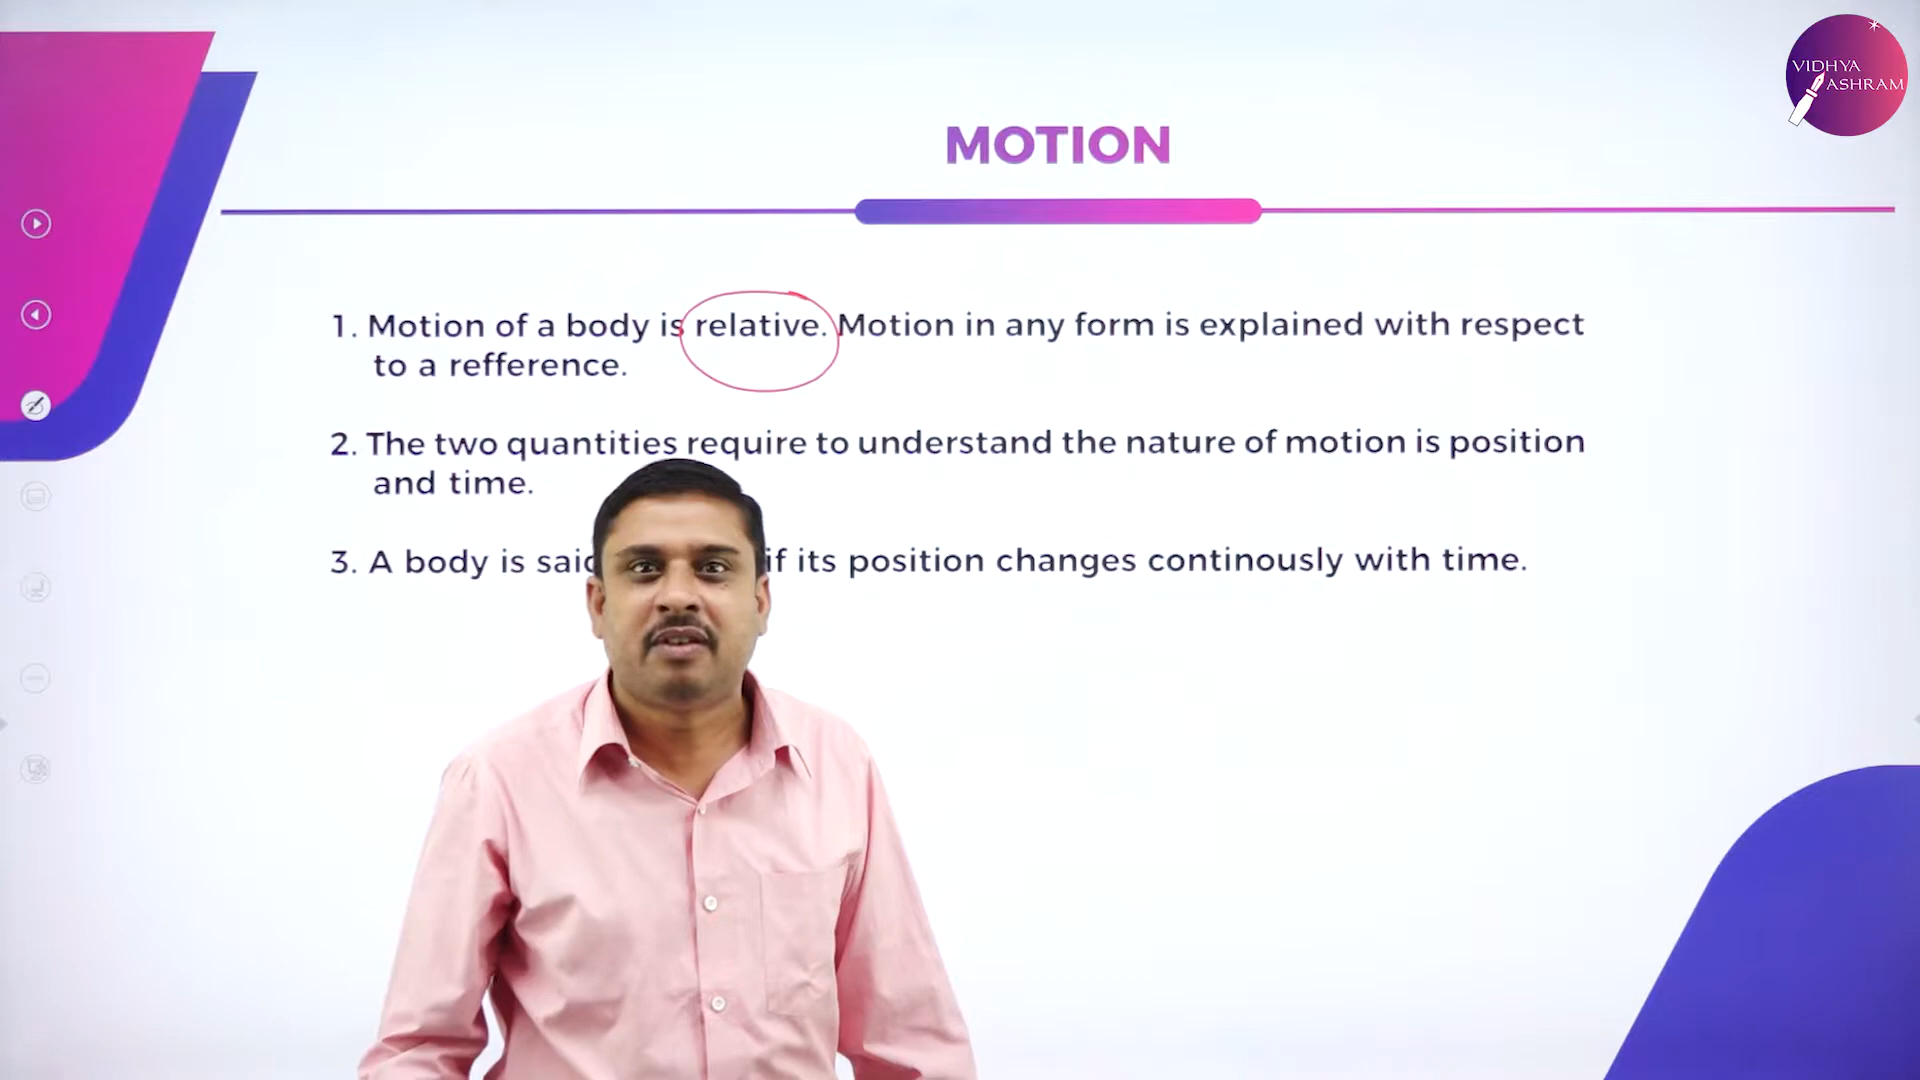 VIDHYA
ASHRAM
MOTION
1. Motion of a body is relative. Motion in any form is explained with respect
to a refference.
2. The two quantities require to understand the nature of motion is position
and time.
3. A body is said if its position changes continously with time.